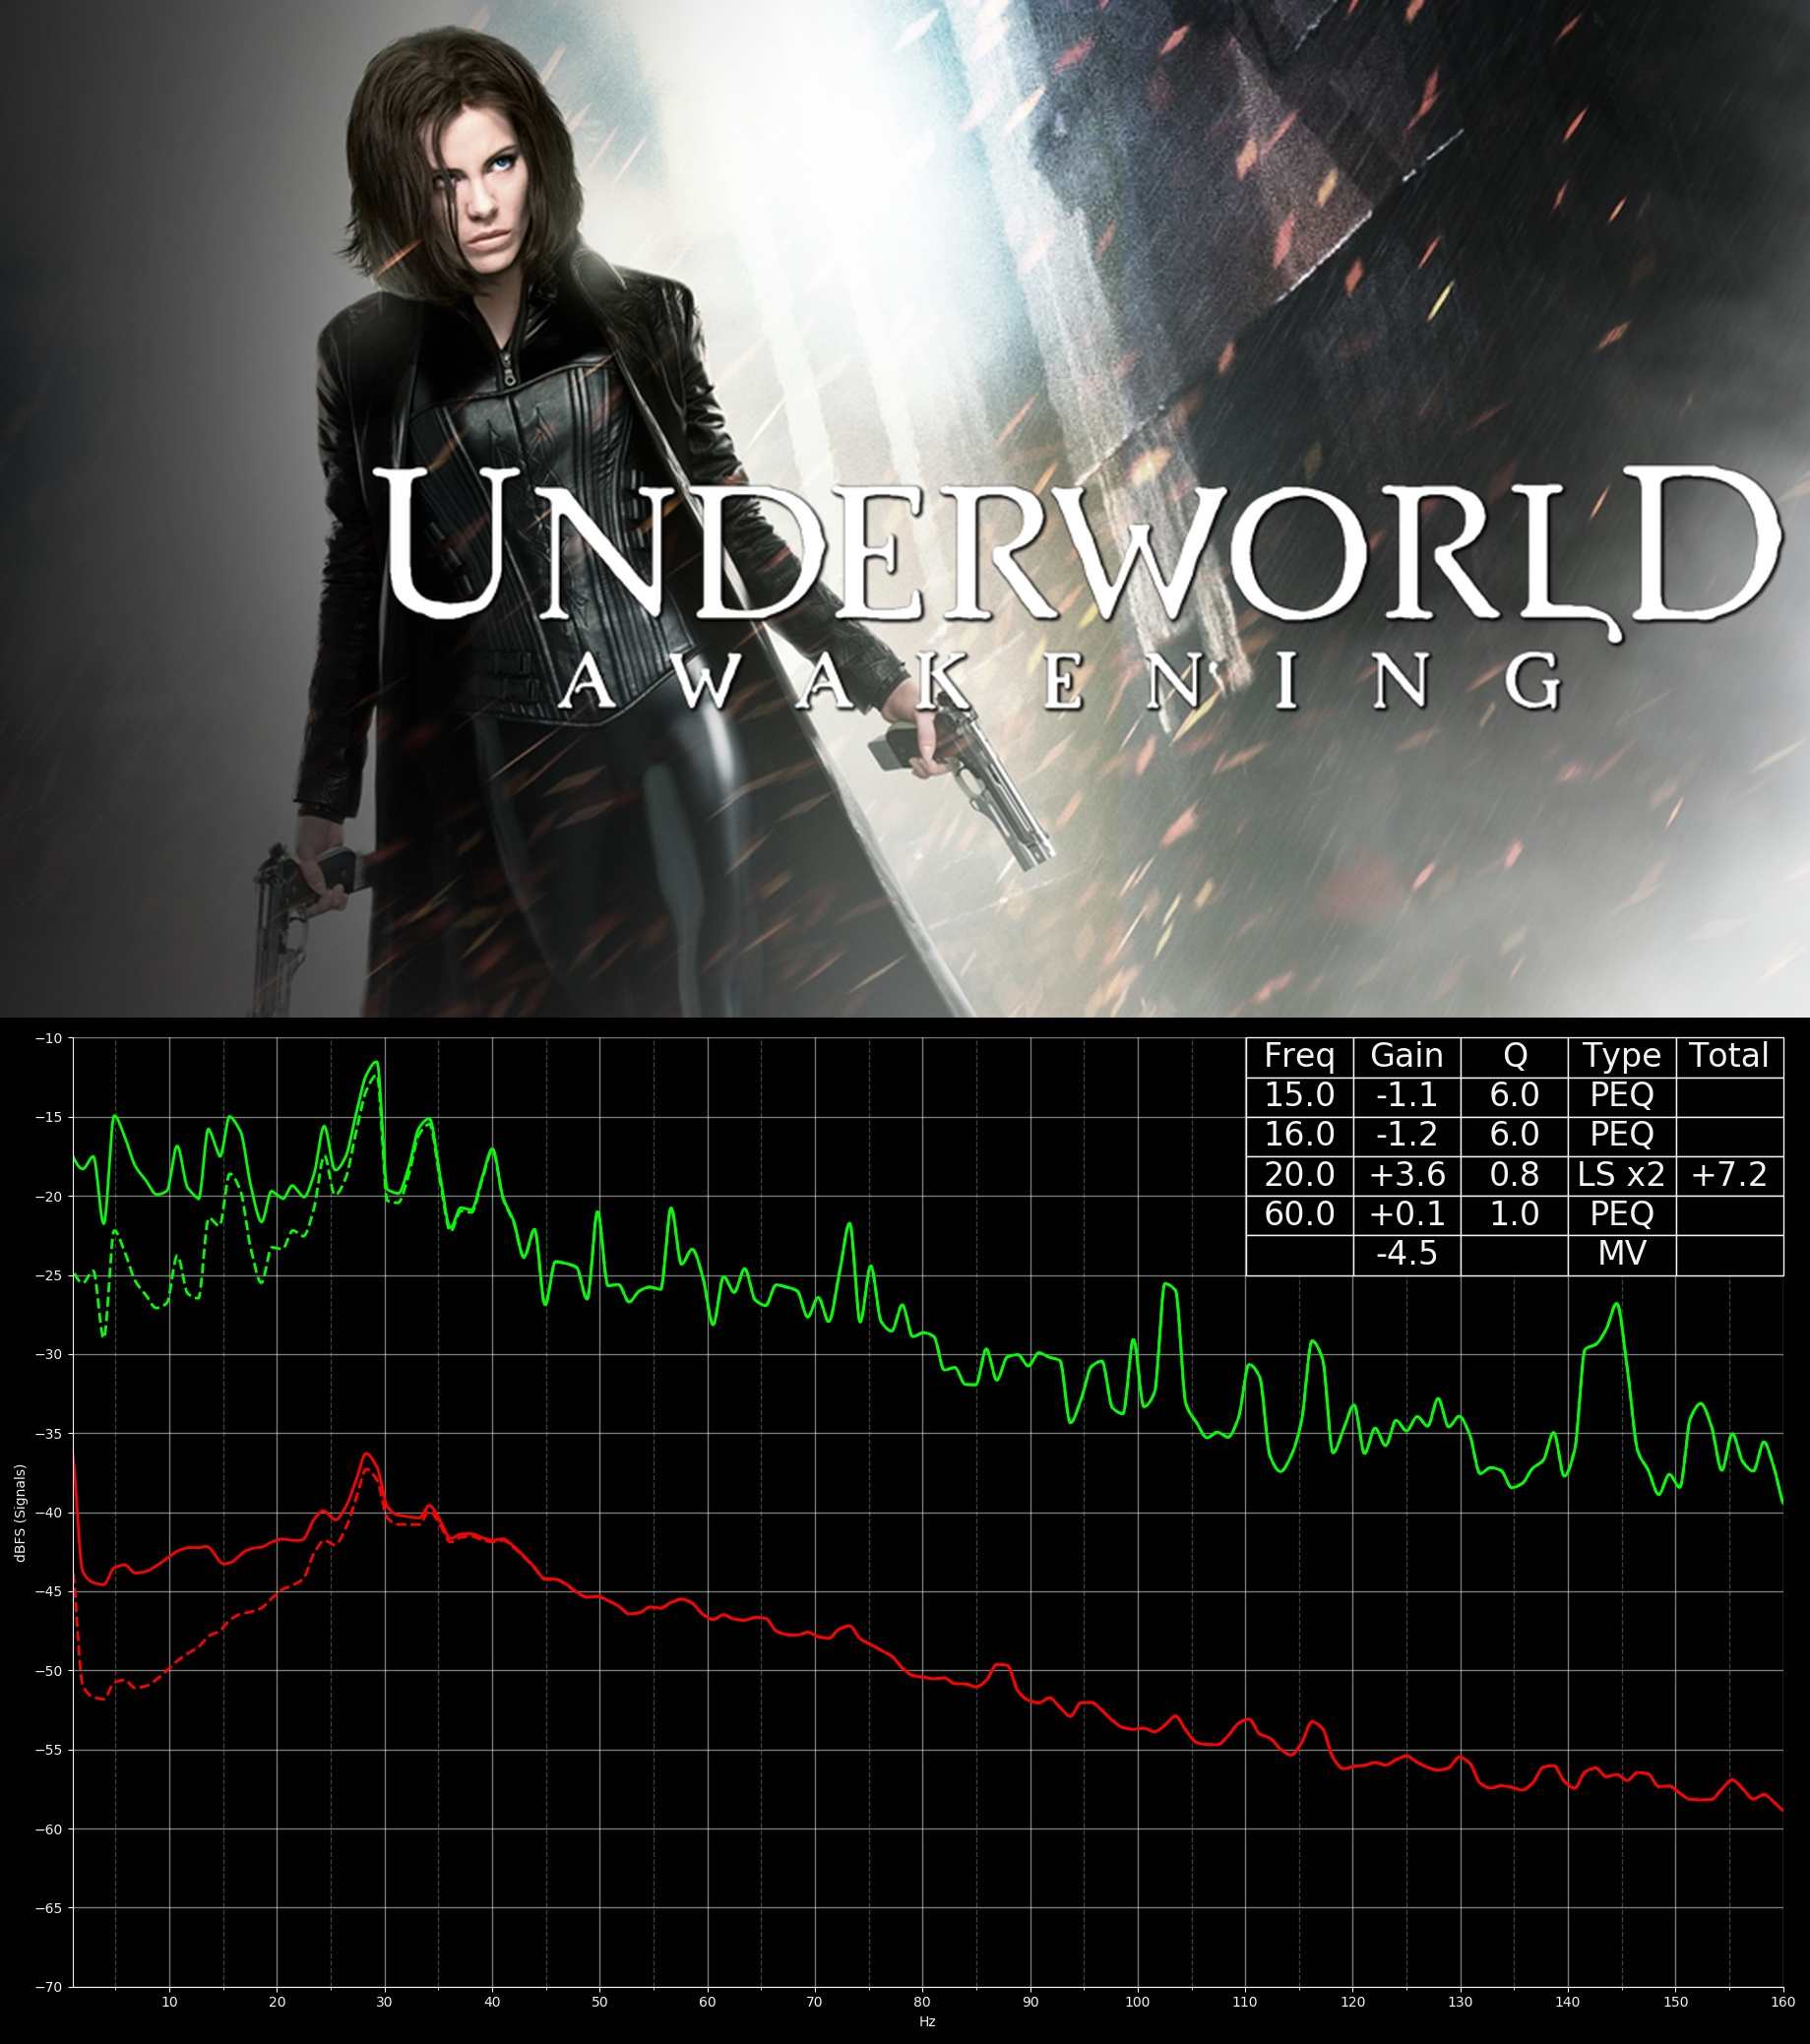 UNDERWORLD
AWAKENING
Freq Gain Q Type Total
15.0 -1.1 6.0 PEQ
16.0 -1.2 6.0 PEQ
20.0 +3.6 0.8 LS x2 +7.2
60.0 +0.1 1.0 PEQ
-4.5 MV
−10
−15
−20
−25
−30
−35
−40
−45
−50
−55
−60
−65
−70
dBFS (Signals)
10 20 30 40 50 60 70 80 90 100 110 120 130 140 150 160
Hz